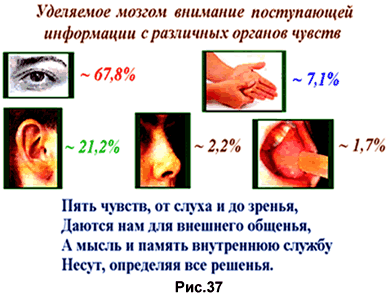 Уделяемое мозгом внимание поступающей
информации с различных органов чувств
~ 67,8%
~ 7,1%
~ 21,2%
~ 2,2%
~ 1,7%
Пять чувств, от слуха и до зренья,
Даются нам для внешнего общенья,
А мысль и память внутреннюю службу
Несут, определяя все решенья.
Рис.37